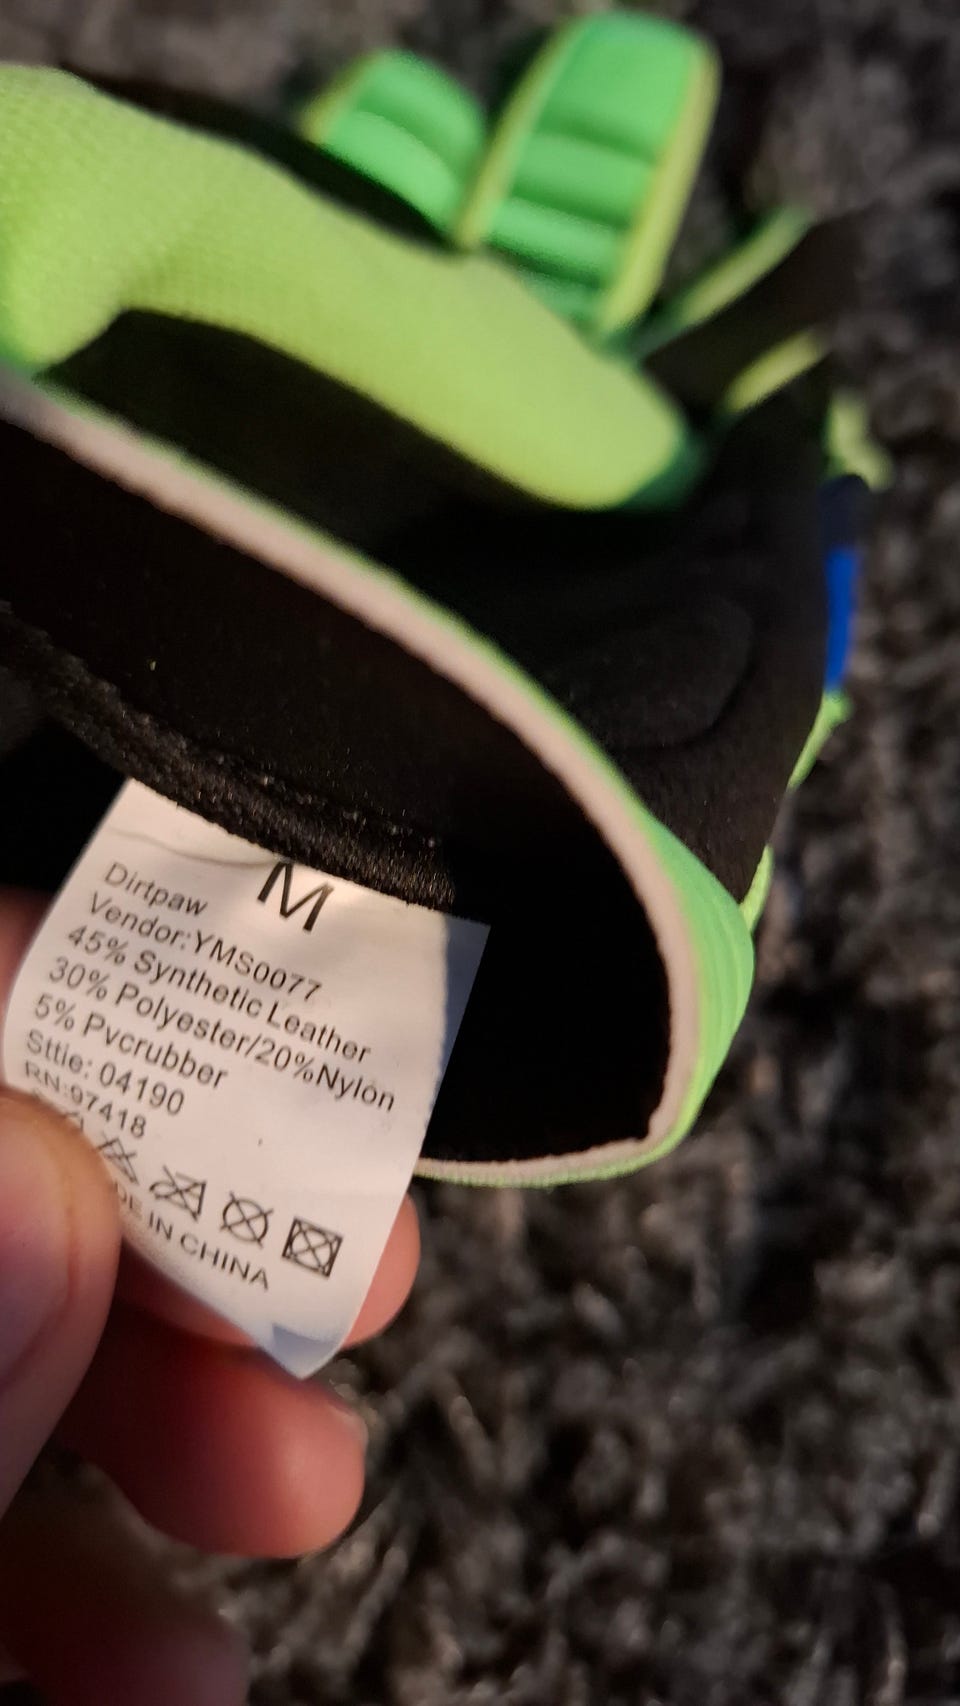 M
Dirtpaw
Vendor:YMS0077
45% Synthetic Leather
30% Polyester/20%Nylon
5% Pvcrubber
Sttie: 04190
RN:97418
DE IN CHINA